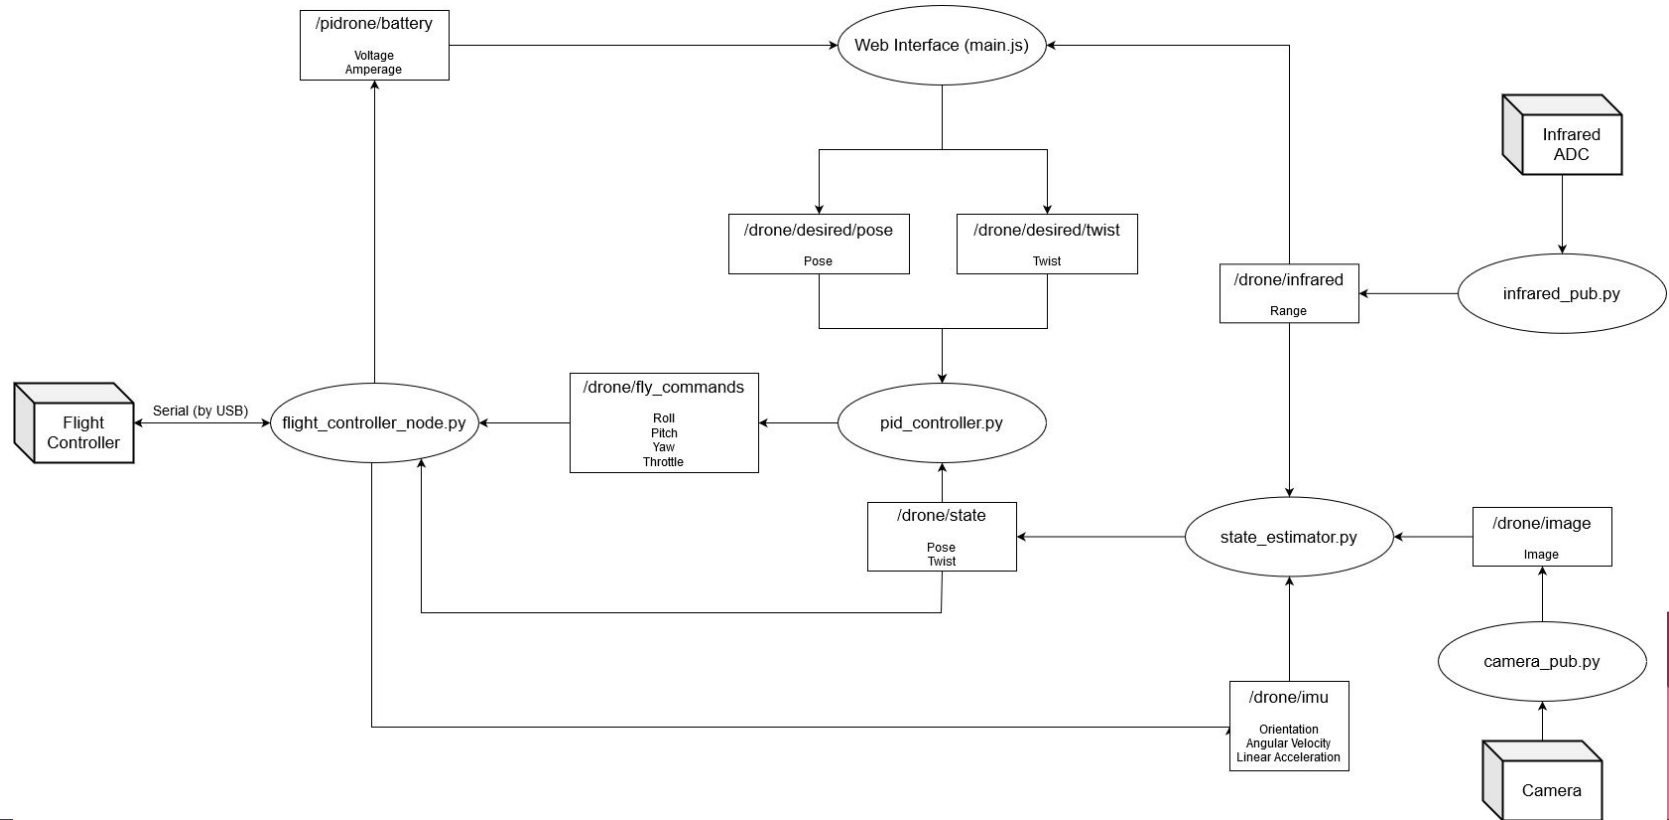 /pidrone/battery
Voltage
Amperage
Web Interface (main.js)
Infrared
ADC
/drone/desired/pose
Pose
/drone/desired/twist
Twist
/drone/infrared
Range
infrared_pub.py
Flight
Controller
Serial (by USB)
flight_controller_node.py
/drone/fly_commands
Roll
Pitch
Yaw
Throttle
pid_controller.py
/drone/state
Pose
Twist
state_estimator.py
/drone/image
Image
camera_pub.py
/drone/imu
Orientation
Angular Velocity
Linear Acceleration
Camera